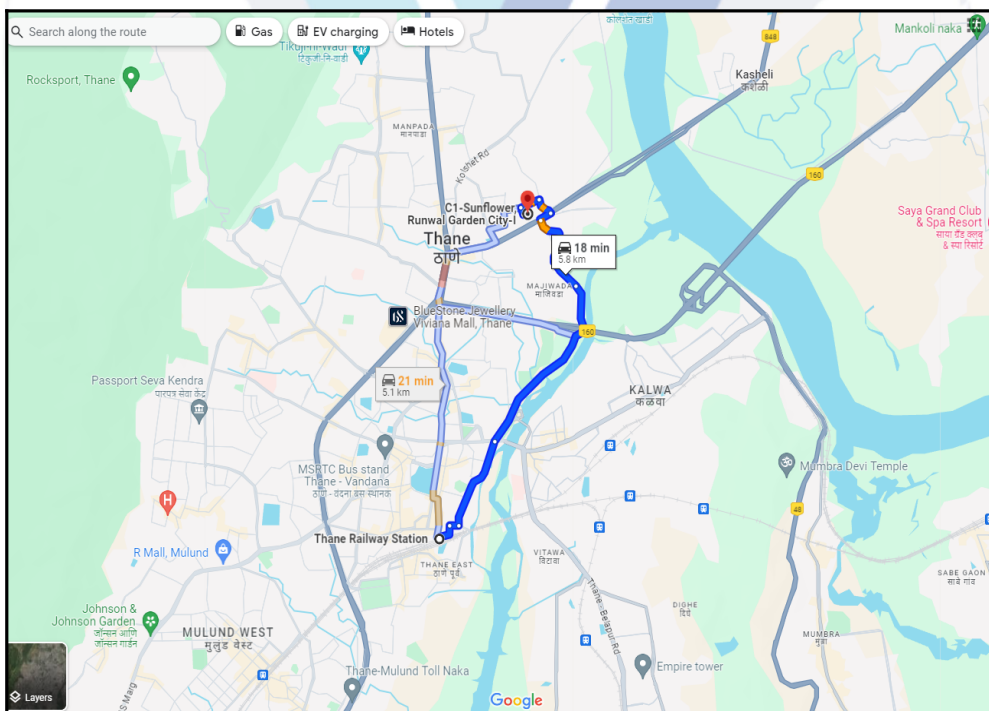 Search along the route
Gas
EV charging
Hotels
Mankoli naka
848
Tikuji-ni-wadi
टिकुजी-नि-वाडी
Rocksport, Thane
Kasheli
कशेळी
MANPADA
मानपाडा
Kolshet Rd
160
C1-Sunflower,
Runwal Garden City-I
Thane
ठाणे
Saya Grand Club
& Spa Resort
साया ग्रँड क्लब
& स्पा रिसोर्ट
18 min
5.8 km
MAJIWADA
माजिवडा
BlueStone Jewellery
Viviana Mall, Thane
160
Passport Seva Kendra
पारपत्र सेवा केंद्र
21 min
5.1 km
KALWA
कळवा
MSRTC Bus stand
Thane - Vandana
ठाणे - वंदना बस स्थानक
Mumbra Devi Temple
H
48
Thane Railway Station
R Mall, Mulund
THANE EAST
ठाणे पूर्व
VITAWA
विटावा
SABE GAON
साबे गांव
Thane - Belapur Rd
Johnson &
Johnson Garden
जॉन्सन आणि
जॉन्सन गार्डन
DIGHE
दिघे
MULUND WEST
मुलुंड वेस्ट
MUMBRA
मुंब्रा
Thane-Mulund Toll Naka
Empire tower
Layers
Marg
Google